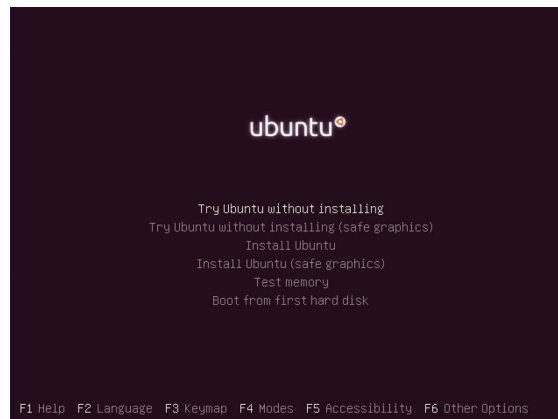 ubuntu
Try Ubuntu without installing
Try Ubuntu without installing (safe graphics)
Install Ubuntu
Install Ubuntu (safe graphics)
Test memory
Boot from first hard disk
F1 Help F2 Language F3 Keymap F4 Modes F5 Accessibility F6 Other Options